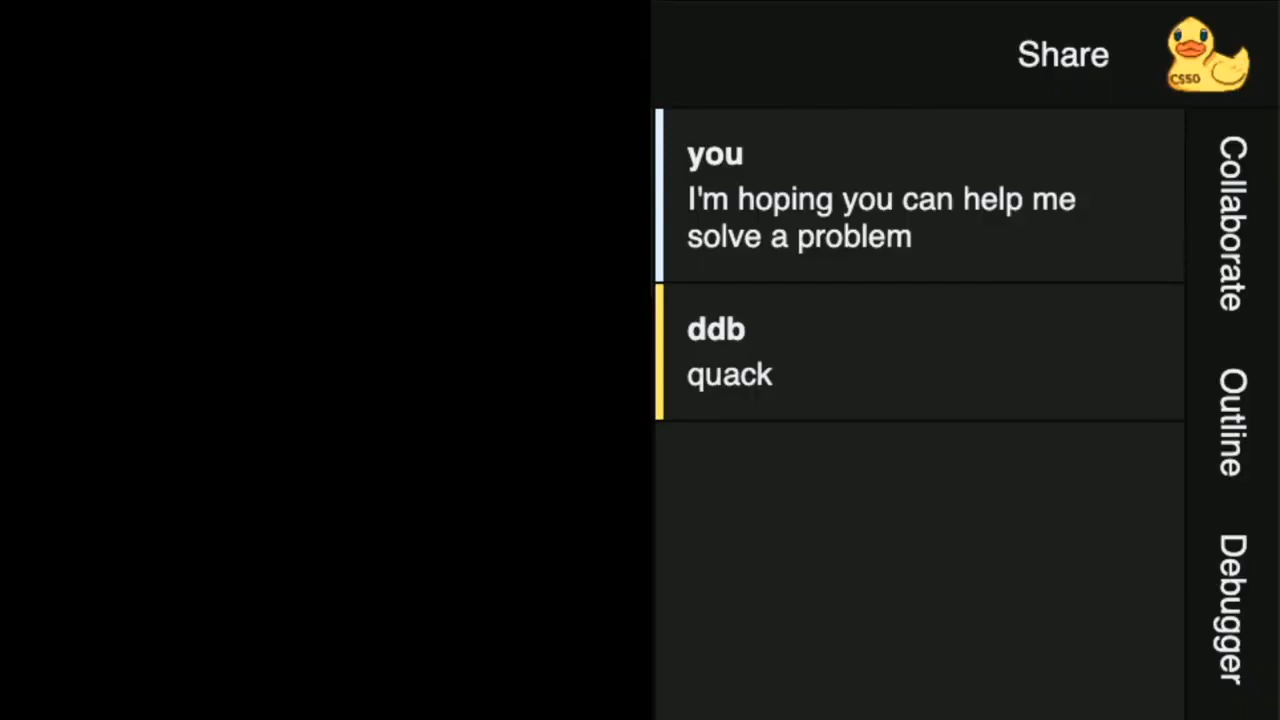 Share
CS50
you
I'm hoping you can help me
solve a problem
ddb
quack
Collaborate
Outline
Debugger